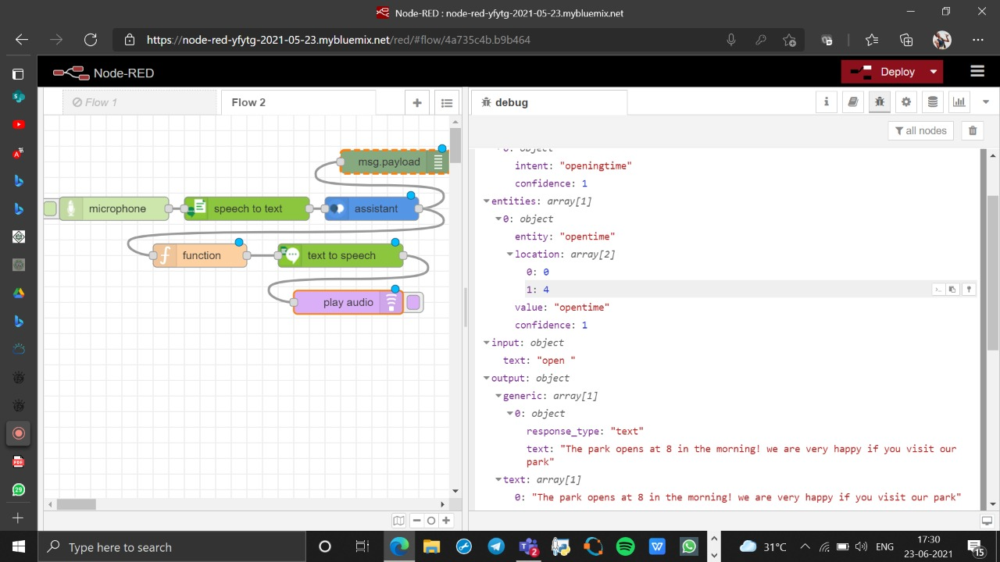 Node-RED : node-red-yfytg-2021-05-23.mybluemix.net
https://node-red-yfytg-2021-05-23.mybluemix.net/red/#flow/4a735c4b.b9b464
Node-RED
Deploy
Flow 1
Flow 2
debug
all nodes
msg.payload
microphone
speech to text
assistant
function
text to speech
play audio
0: object
intent: "openingtime"
confidence: 1
entities: array[1]
0: object
entity: "opentime"
location: array[2]
0: 0
1: 4
value: "opentime"
confidence: 1
input: object
text: "open "
output: object
generic: array[1]
0: object
response_type: "text"
text: "The park opens at 8 in the morning! we are very happy if you visit our
park"
text: array[1]
0: "The park opens at 8 in the morning! we are very happy if you visit our park"
PDF
29
Type here to search
2
W
31°C
ENG
17:30
23-06-2021
15